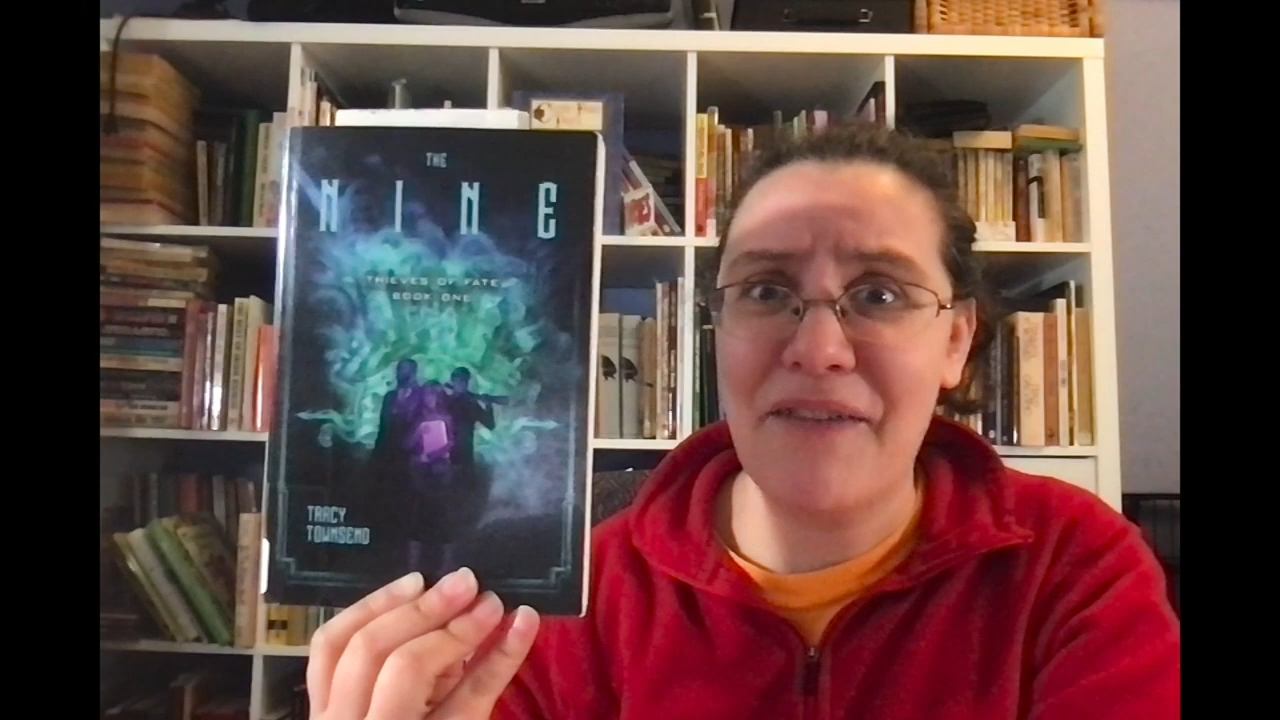 THE
NINE
THIEVES OF FATE
BOOK ONE
TRACY
TOWNSEND